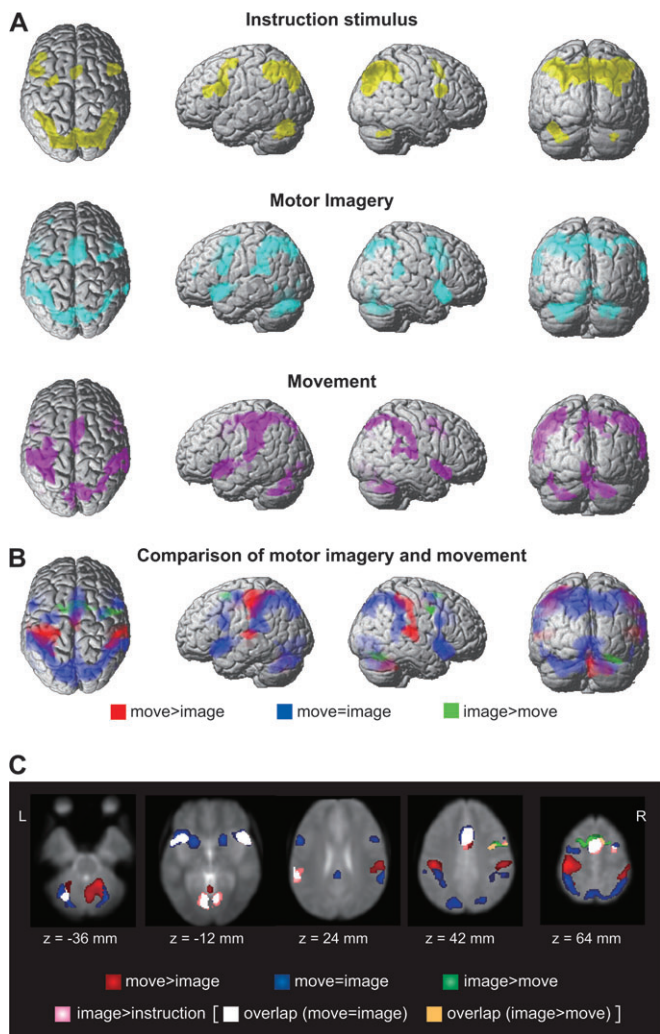 A
Instruction stimulus
Motor Imagery
Movement
B
Comparison of motor imagery and movement
move>image move=image image>move
C
L R
z = -36 mm z = -12 mm z = 24 mm z = 42 mm z = 64 mm
move>image move=image image>move
image>instruction [ overlap (move=image) overlap (image>move) ]